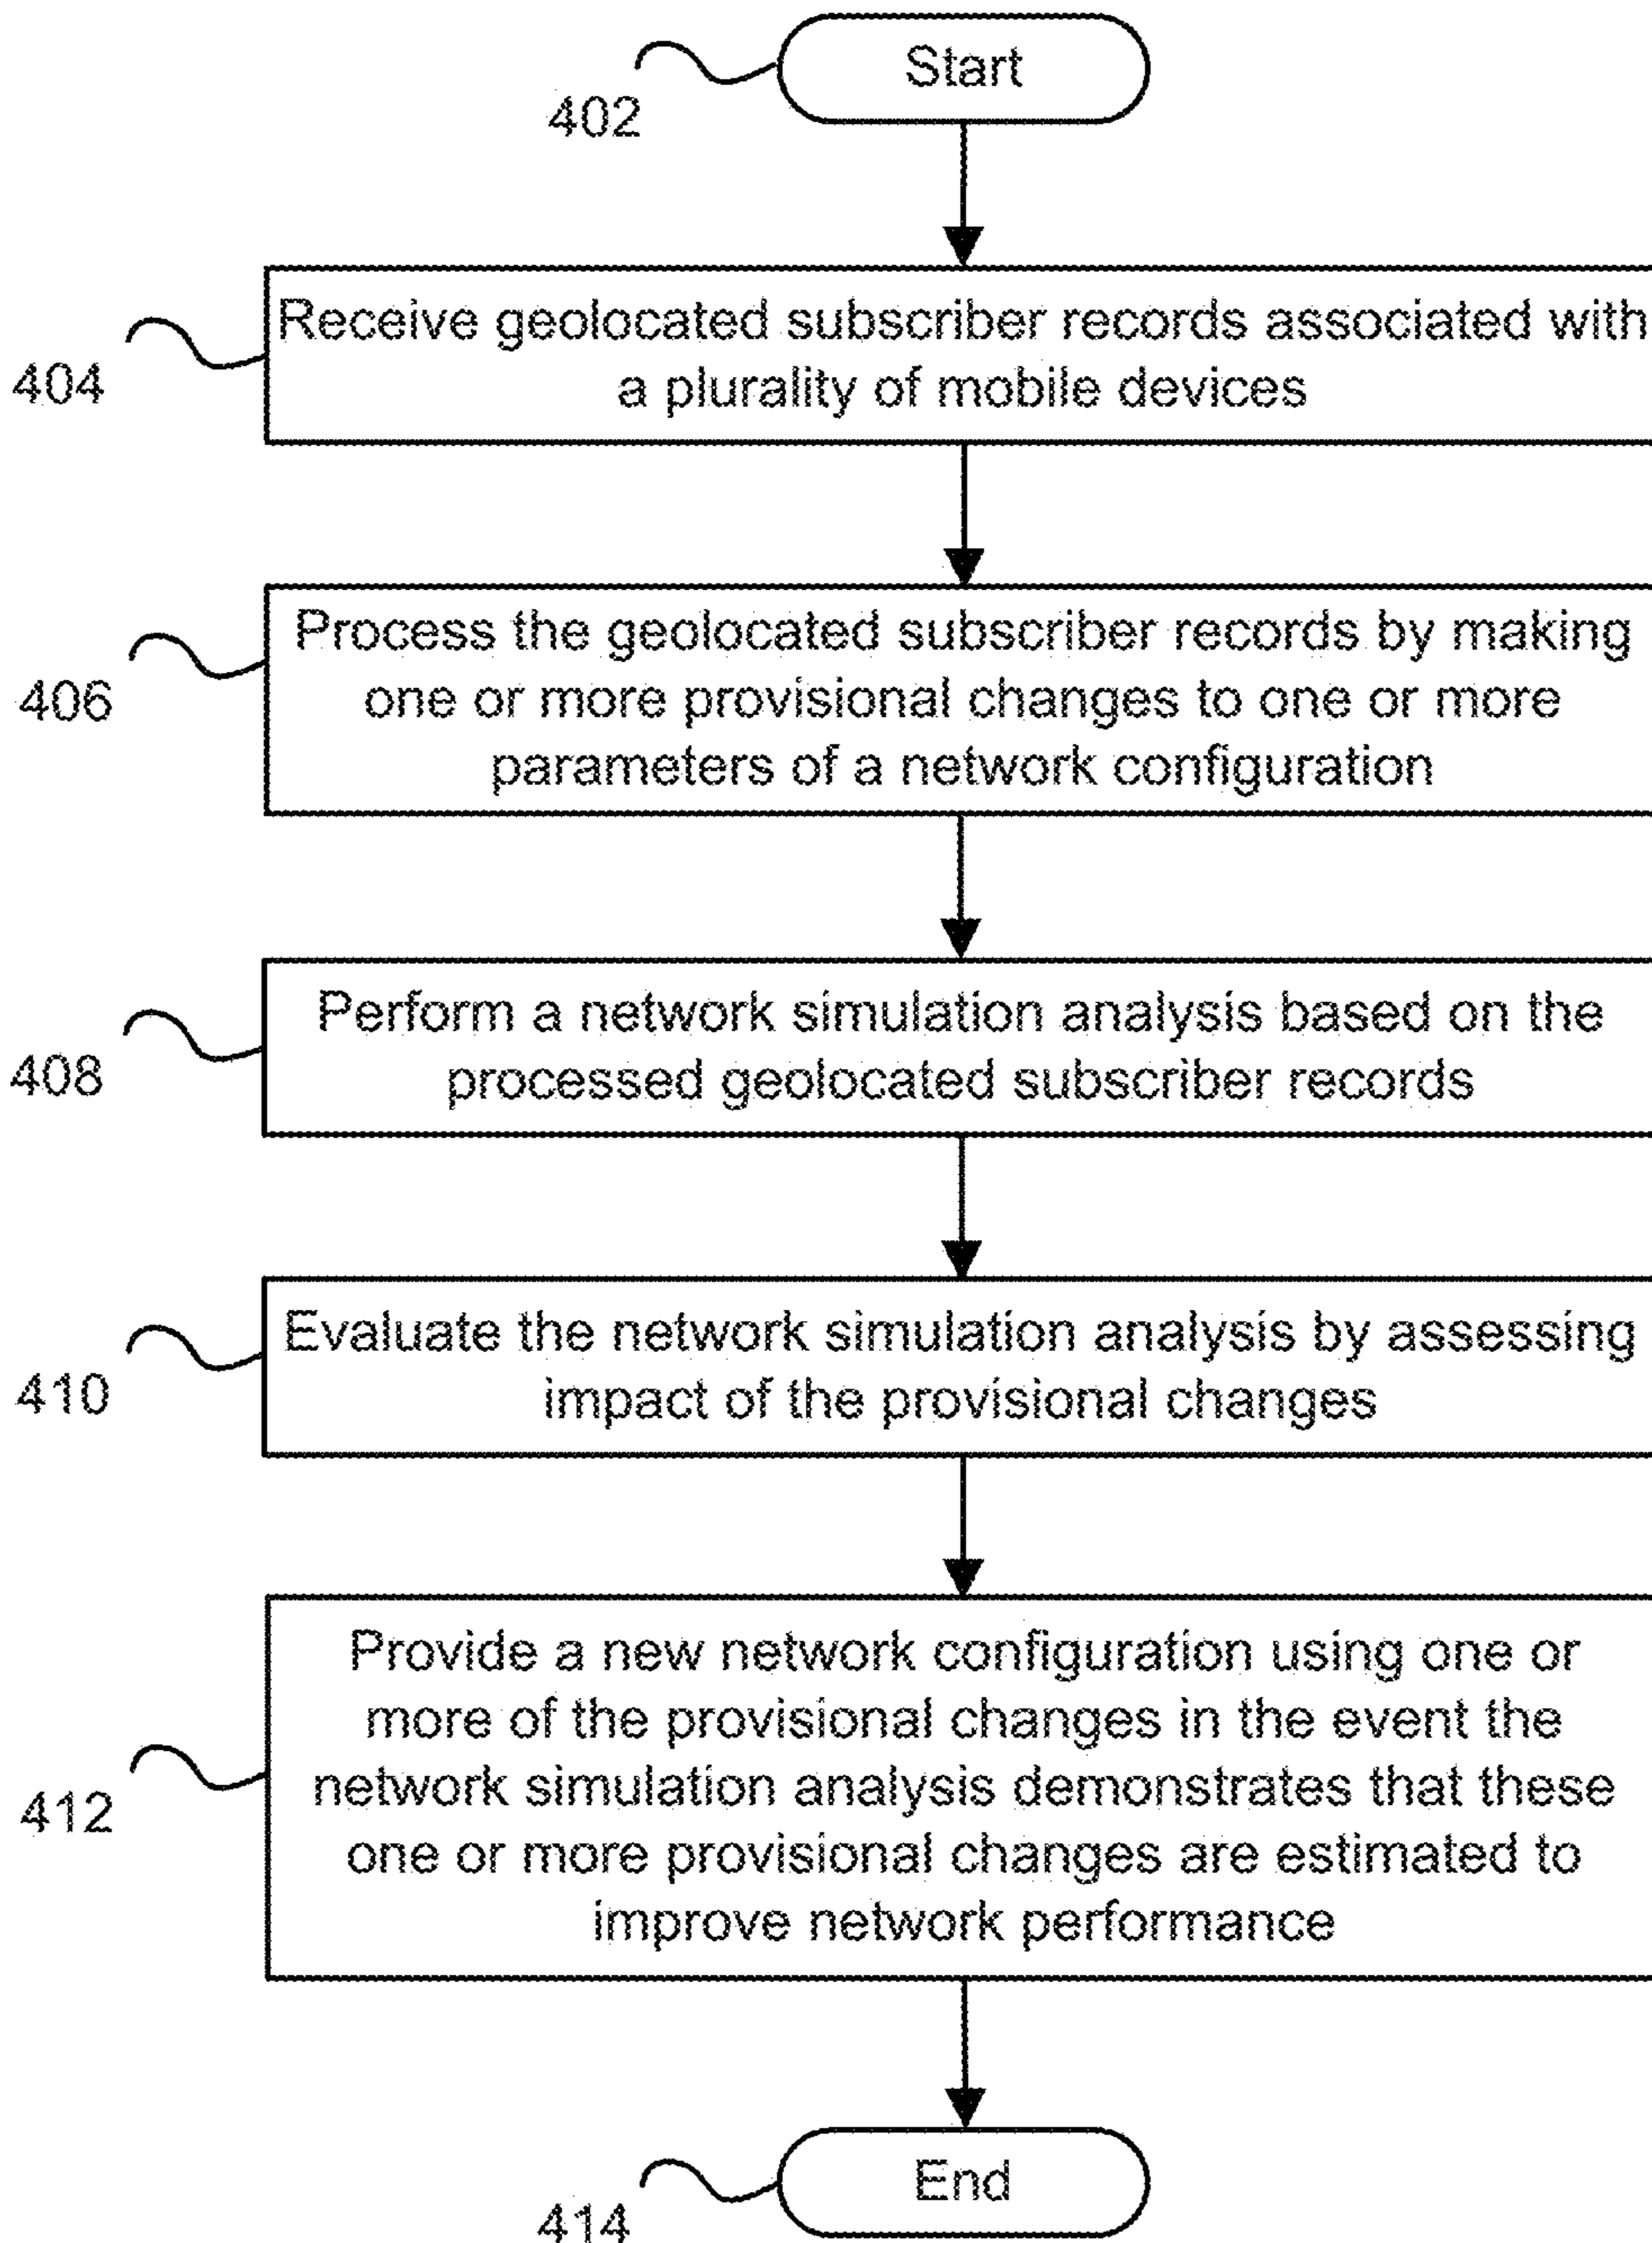 Start
402
Receive geolocated subscriber records associated with
a plurality of mobile devices
404
Process the geolocated subscriber records by making
one or more provisional changes to one or more
parameters of a network configuration
406
Perform a network simulation analysis based on the
processed geolocated subscriber records
408
Evaluate the network simulation analysis by assessing
impact of the provisional changes
410
Provide a new network configuration using one or
more of the provisional changes in the event the
network simulation analysis demonstrates that these
one or more provisional changes are estimated to
improve network performance
412
End
414